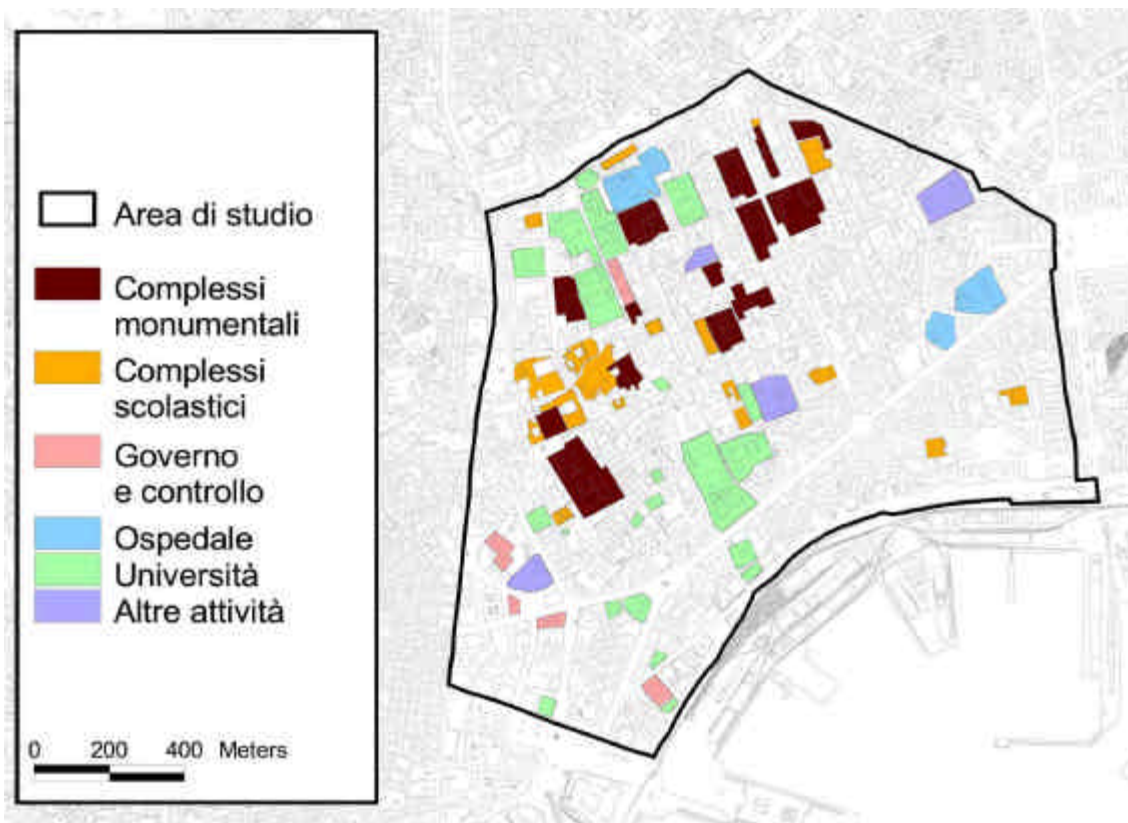 Area di studio
Complessi
monumentali
Complessi
scolastici
Governo
e controllo
Ospedale
Università
Altre attività
0 200 400 Meters